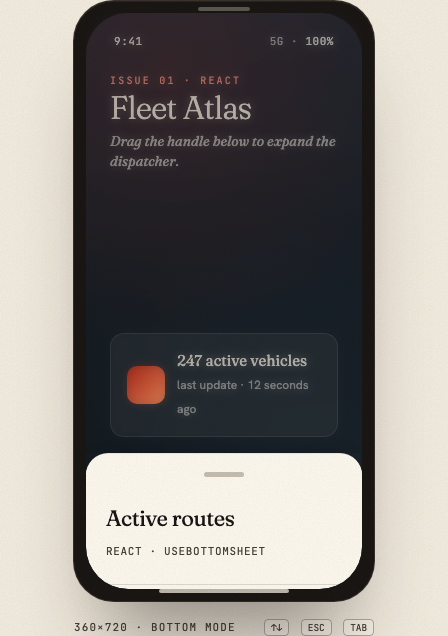 9:41 5G · 100%
ISSUE 01 · REACT
Fleet Atlas
Drag the handle below to expand the
dispatcher.
247 active vehicles
last update · 12 seconds
ago
Active routes
REACT · USEBOTTOMSHEET
360×720 · BOTTOM MODE ↑↓ ESC TAB